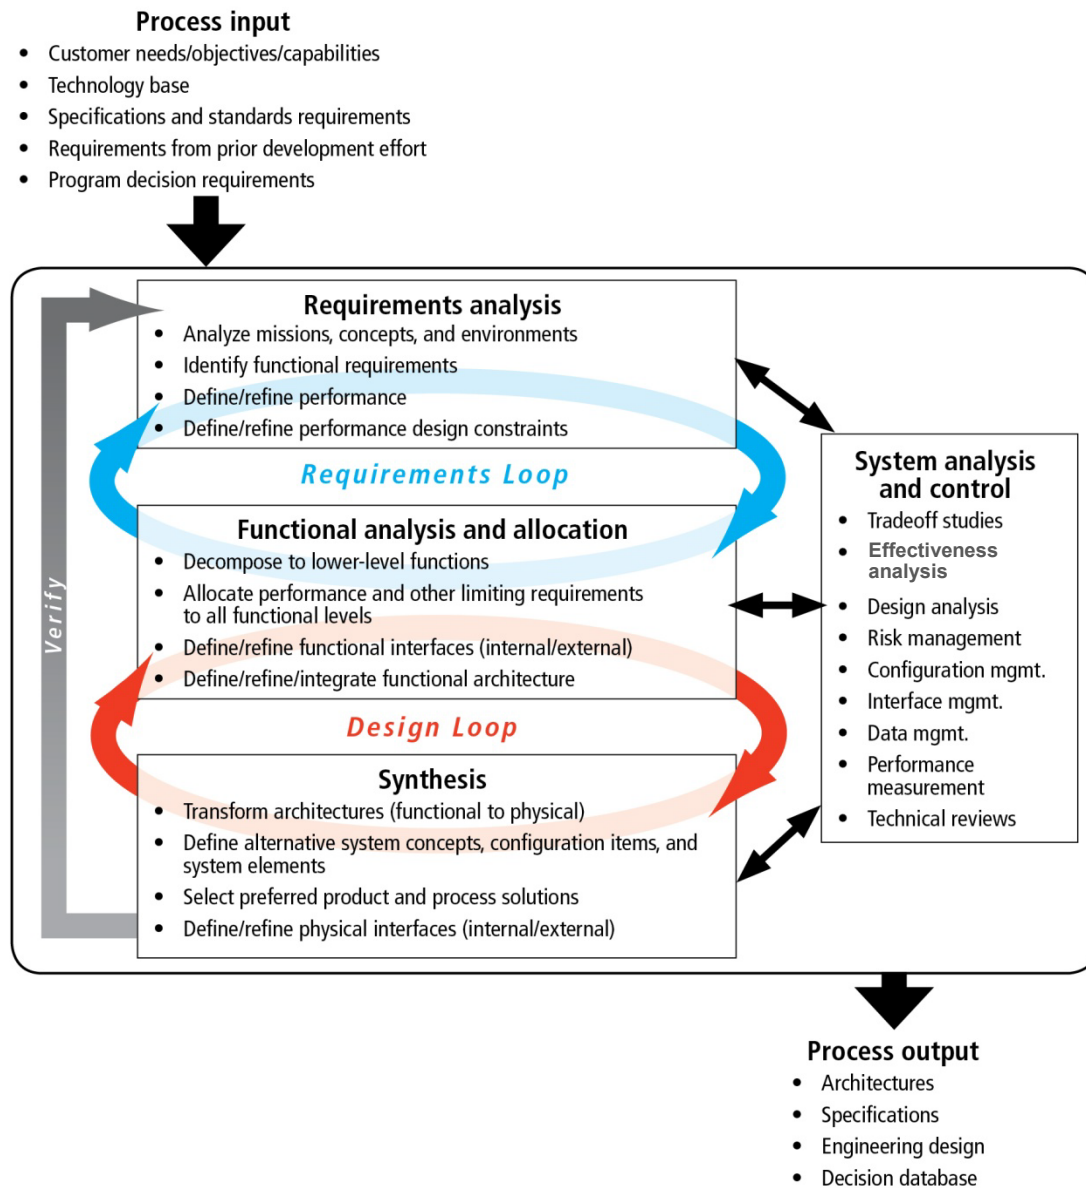 Process input
• Customer needs/objectives/capabilities
• Technology base
• Specifications and standards requirements
• Requirements from prior development effort
• Program decision requirements
Requirements analysis
• Analyze missions, concepts, and environments
• Identify functional requirements
• Define/refine performance
• Define/refine performance design constraints
Requirements Loop
Functional analysis and allocation
• Decompose to lower-level functions
• Allocate performance and other limiting requirements
to all functional levels
• Define/refine functional interfaces (internal/external)
• Define/refine/integrate functional architecture
Design Loop
Synthesis
• Transform architectures (functional to physical)
• Define alternative system concepts, configuration items, and
system elements
• Select preferred product and process solutions
• Define/refine physical interfaces (internal/external)
Verify
System analysis
and control
• Tradeoff studies
• Effectiveness
analysis
• Design analysis
• Risk management
• Configuration mgmt.
• Interface mgmt.
• Data mgmt.
• Performance
measurement
• Technical reviews
Process output
• Architectures
• Specifications
• Engineering design
• Decision database